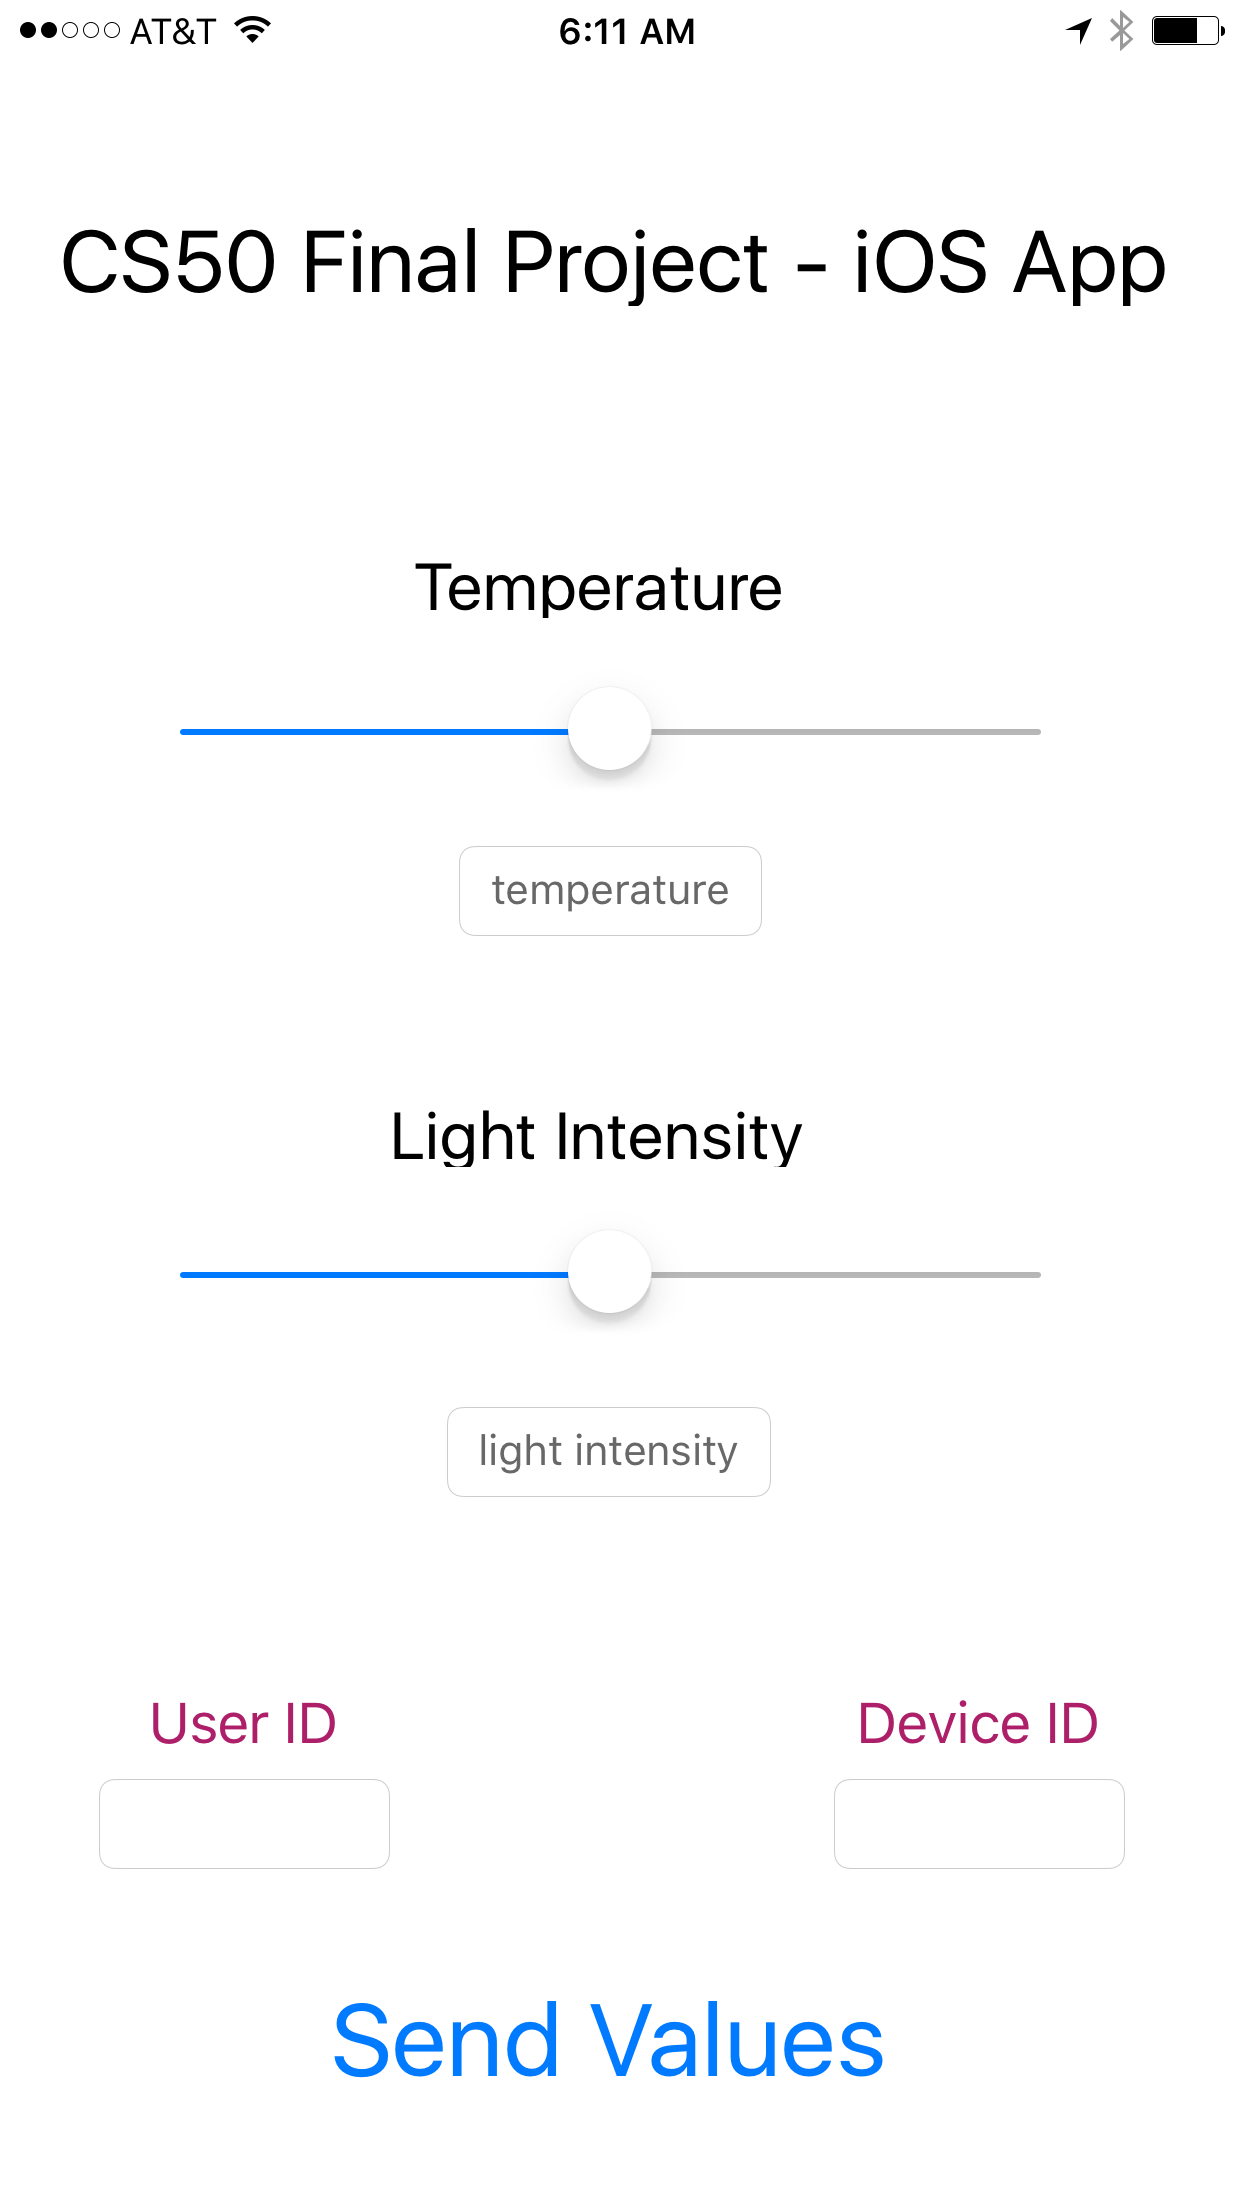 AT&T 6:11 AM
CS50 Final Project - iOS App
Temperature
temperature
Light Intensity
light intensity
User ID Device ID
Send Values